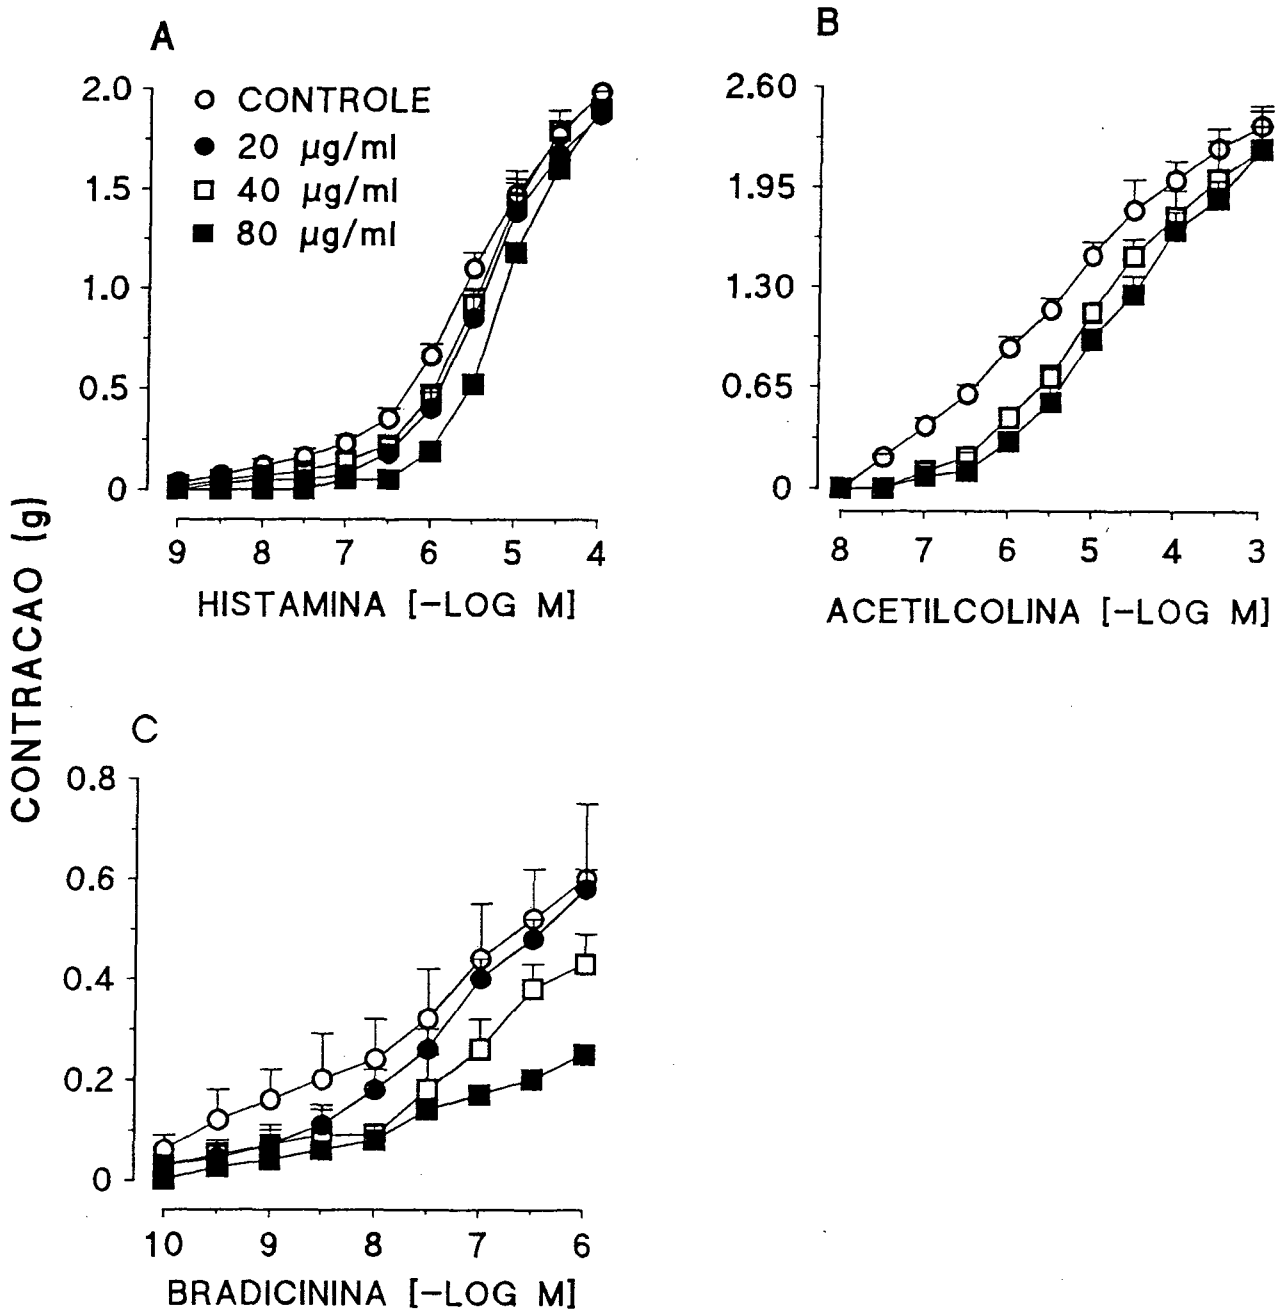 A
2.0
1.5
1.0
0.5
0
○ CONTROLE
● 20 µg/ml
□ 40 µg/ml
■ 80 µg/ml
9 8 7 6 5 4
HISTAMINA [-LOG M]
B
2.60
1.95
1.30
0.65
0
8 7 6 5 4 3
ACETILCOLINA [-LOG M]
CONTRACAO (g)
C
0.8
0.6
0.4
0.2
0
10 9 8 7 6
BRADICININA [-LOG M]